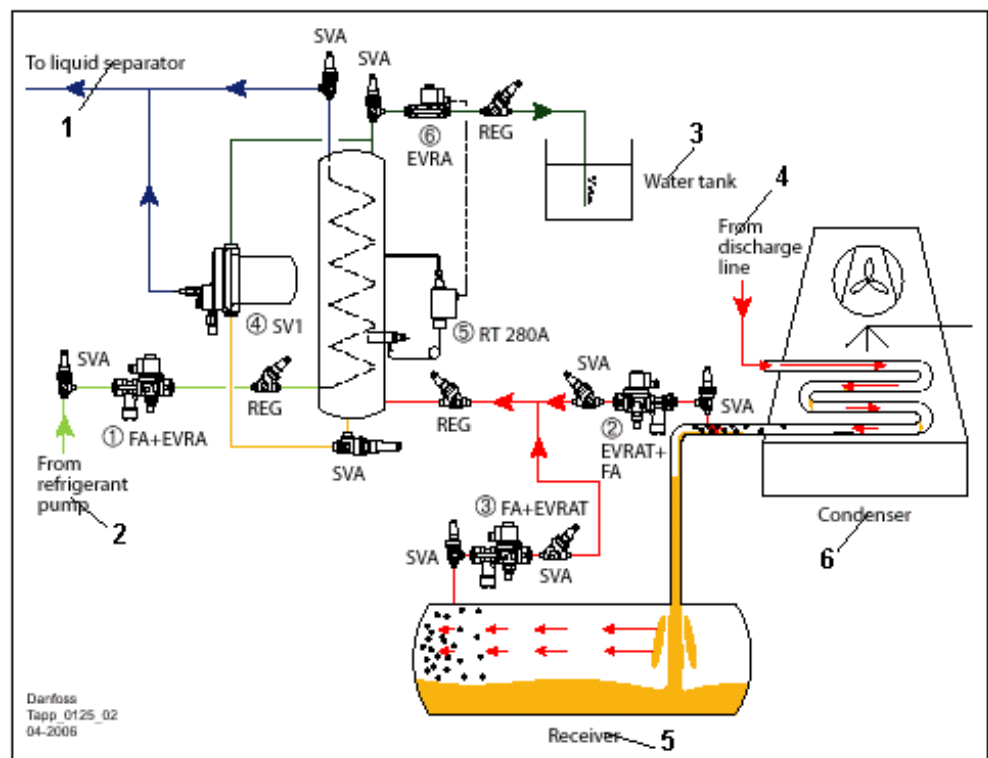 SVA
To liquid separator
SVA
1
⑥
EVRA
REG
3
Water tank
4
From
discharge
line
④ SV1
⑤ RT 280A
SVA
SVA
REG
REG
SVA
① FA+EVRA
②
EVRAT+
FA
SVA
From
refrigerant
pump
2
③ FA+EVRAT
Condenser
6
SVA
SVA
Danfoss
Tapp_0125_02
04-2006
Receiver
5